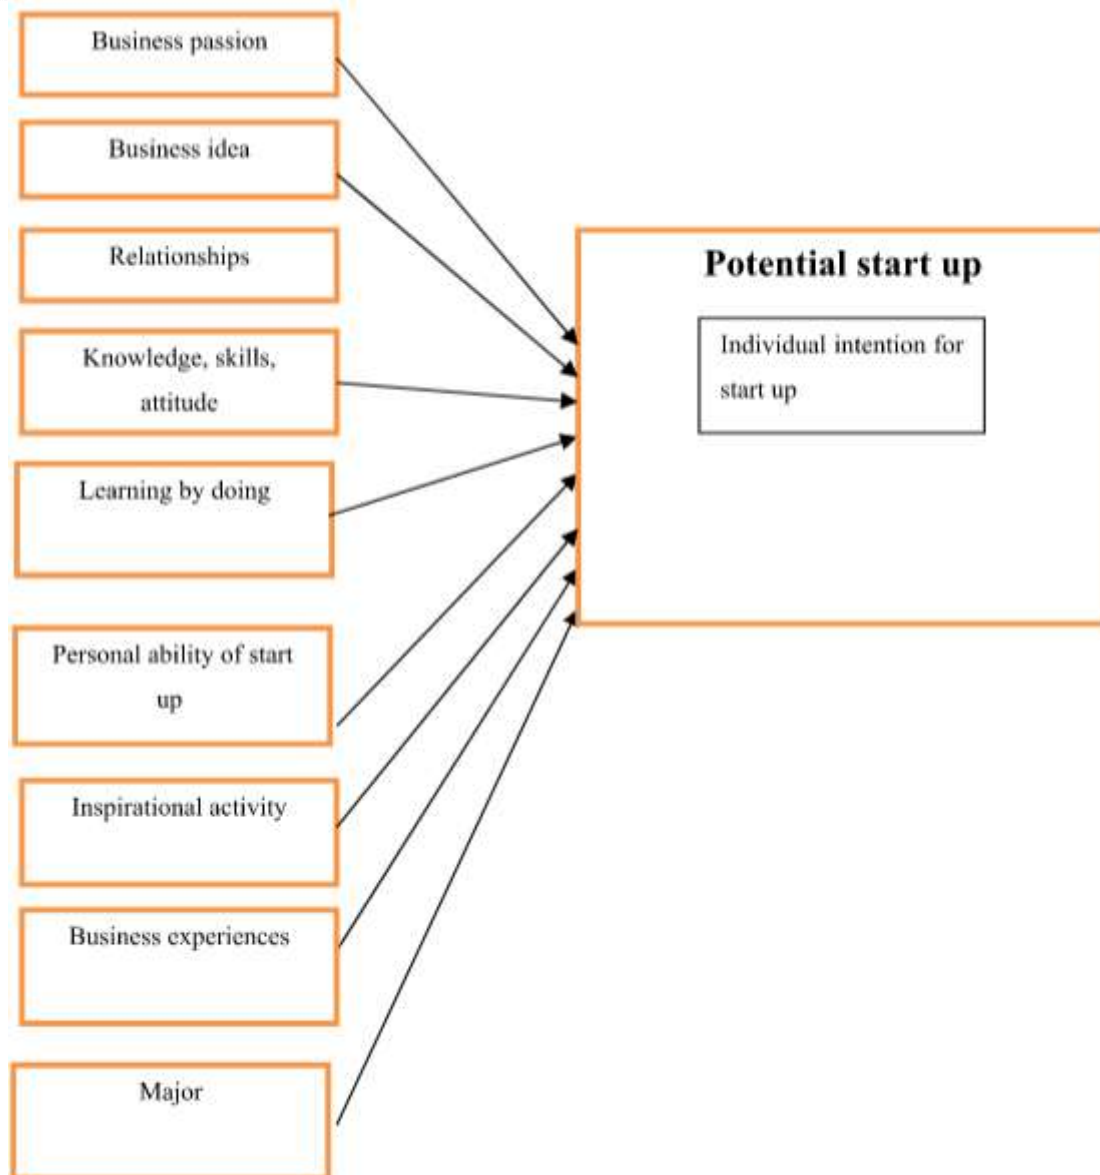 Business passion
Business idea
Relationships
Knowledge, skills,
attitude
Learning by doing
Personal ability of start
up
Inspirational activity
Business experiences
Major
Potential start up
Individual intention for
start up